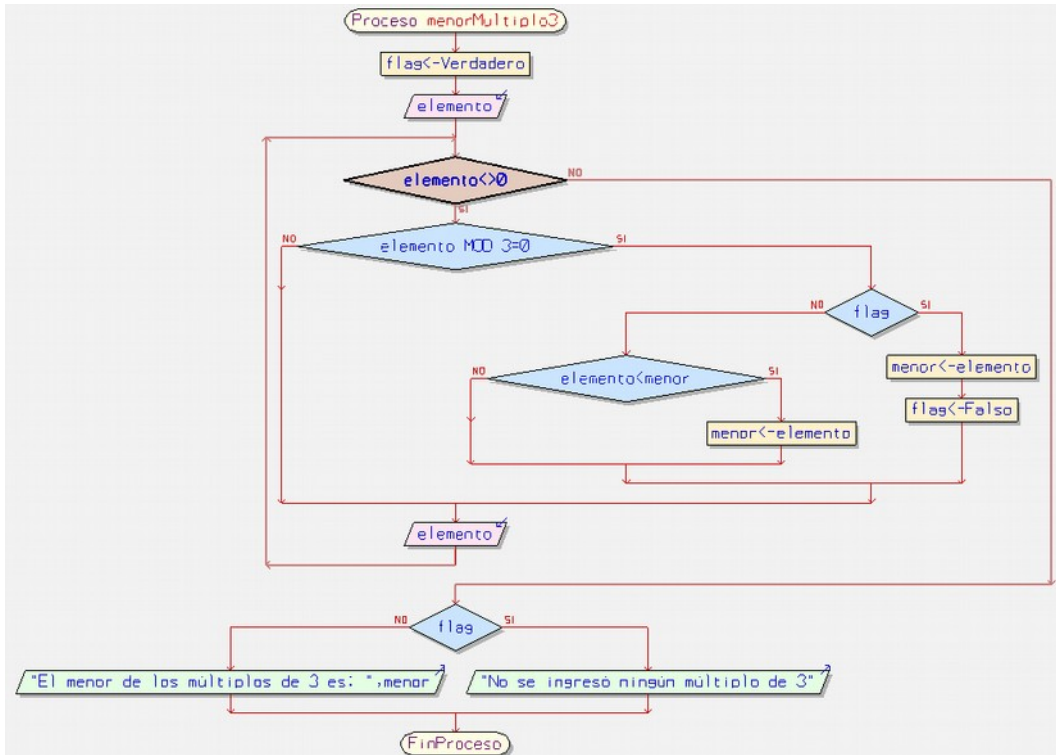 Proceso menorMultiplo3
flag<-Verdadero
elemento
elemento<>0
NO
SI
elemento MOD 3=0
NO
SI
flag
NO
SI
elemento<menor
NO
SI
menor<-elemento
flag<-Falso
menor<-elemento
elemento
flag
NO
SI
"El menor de los múltiplos de 3 es: ",menor
"No se ingresó ningún múltiplo de 3"
FinProceso